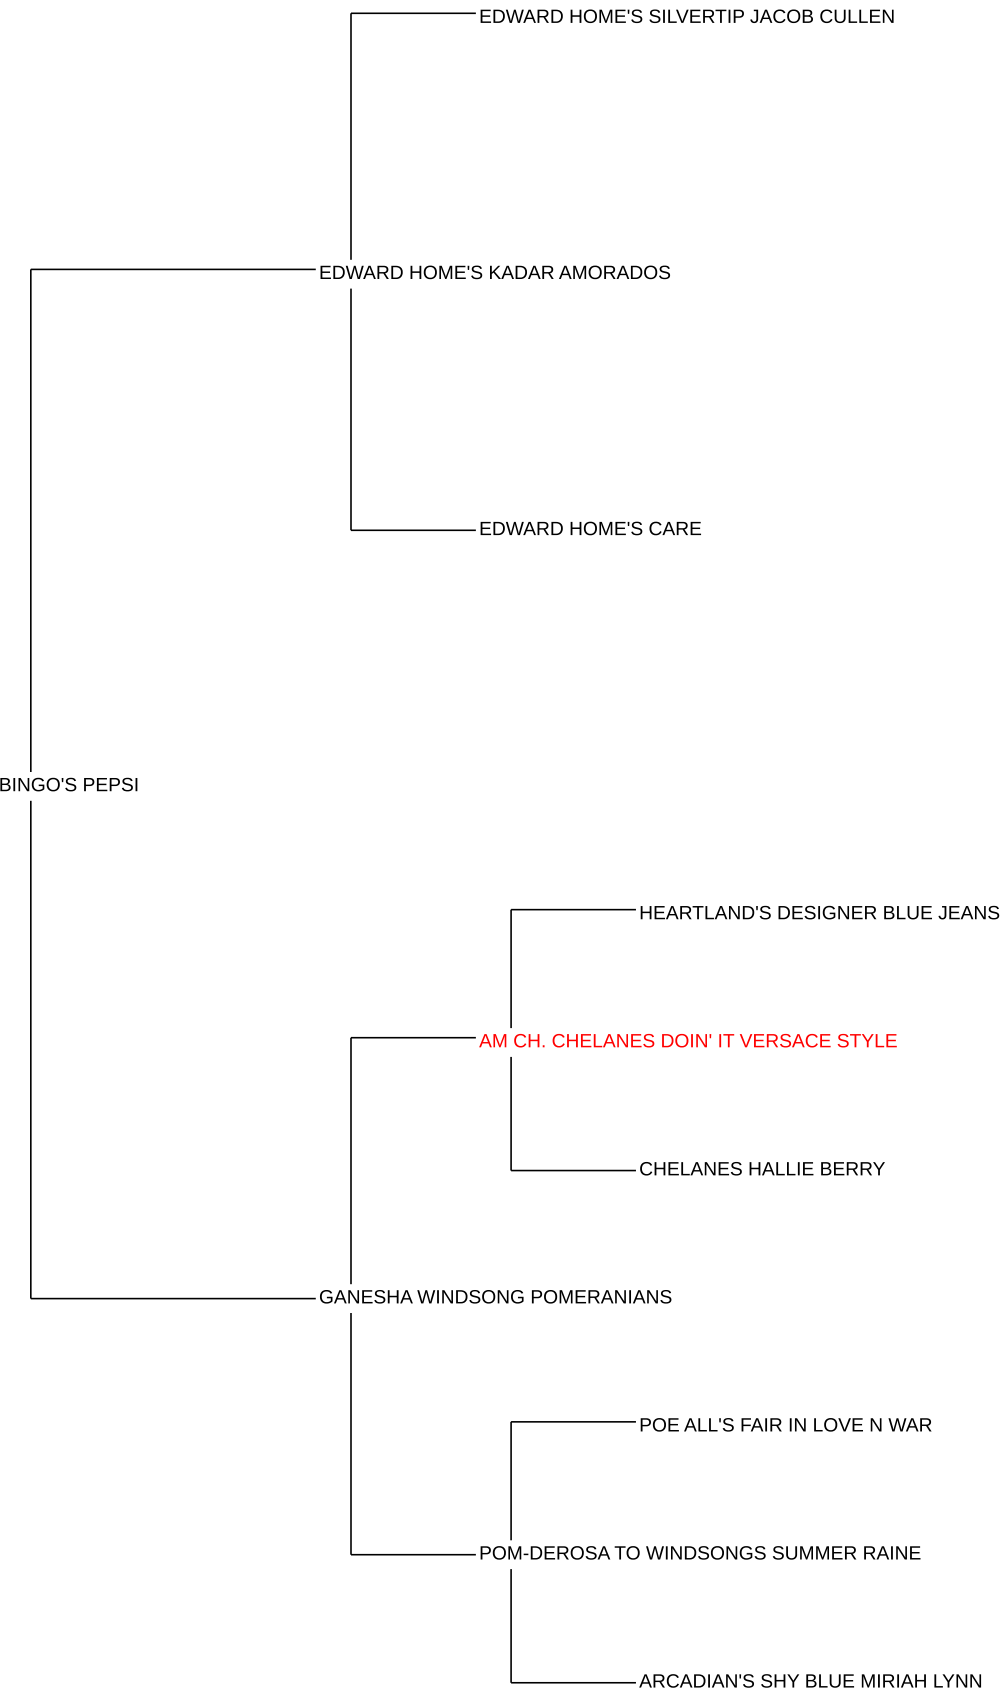 EDWARD HOME'S SILVERTIP JACOB CULLEN
EDWARD HOME'S KADAR AMORADOS
EDWARD HOME'S CARE
BINGO'S PEPSI
HEARTLAND'S DESIGNER BLUE JEANS
AM CH. CHELANES DOIN' IT VERSACE STYLE
CHELANES HALLIE BERRY
GANESHA WINDSONG POMERANIANS
POE ALL'S FAIR IN LOVE N WAR
POM-DEROSA TO WINDSONGS SUMMER RAINE
ARCADIAN'S SHY BLUE MIRIAH LYNN